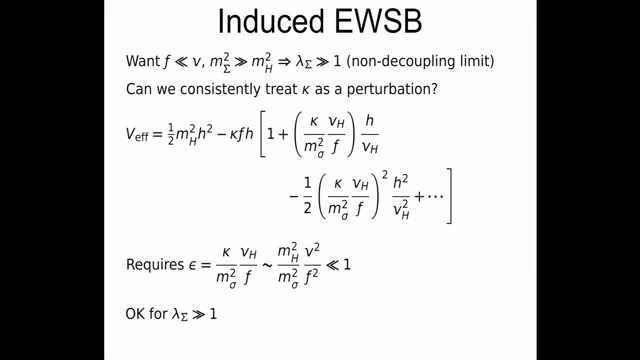 Induced EWSB
Want f ≪ v, m_Σ^2 ≫ m_H^2 ⇒ λ_Σ ≫ 1 (non-decoupling limit)
Can we consistently treat κ as a perturbation?
V_eff = 1/2 m_H^2 h^2 − κfh [ 1 + ( κ/m_σ^2 v_H/f ) h/v_H
− 1/2 ( κ/m_σ^2 v_H/f )^2 h^2/v_H^2 + ⋯ ]
Requires ϵ = κ/m_σ^2 v_H/f ~ m_H^2/m_σ^2 v^2/f^2 ≪ 1
OK for λ_Σ ≫ 1